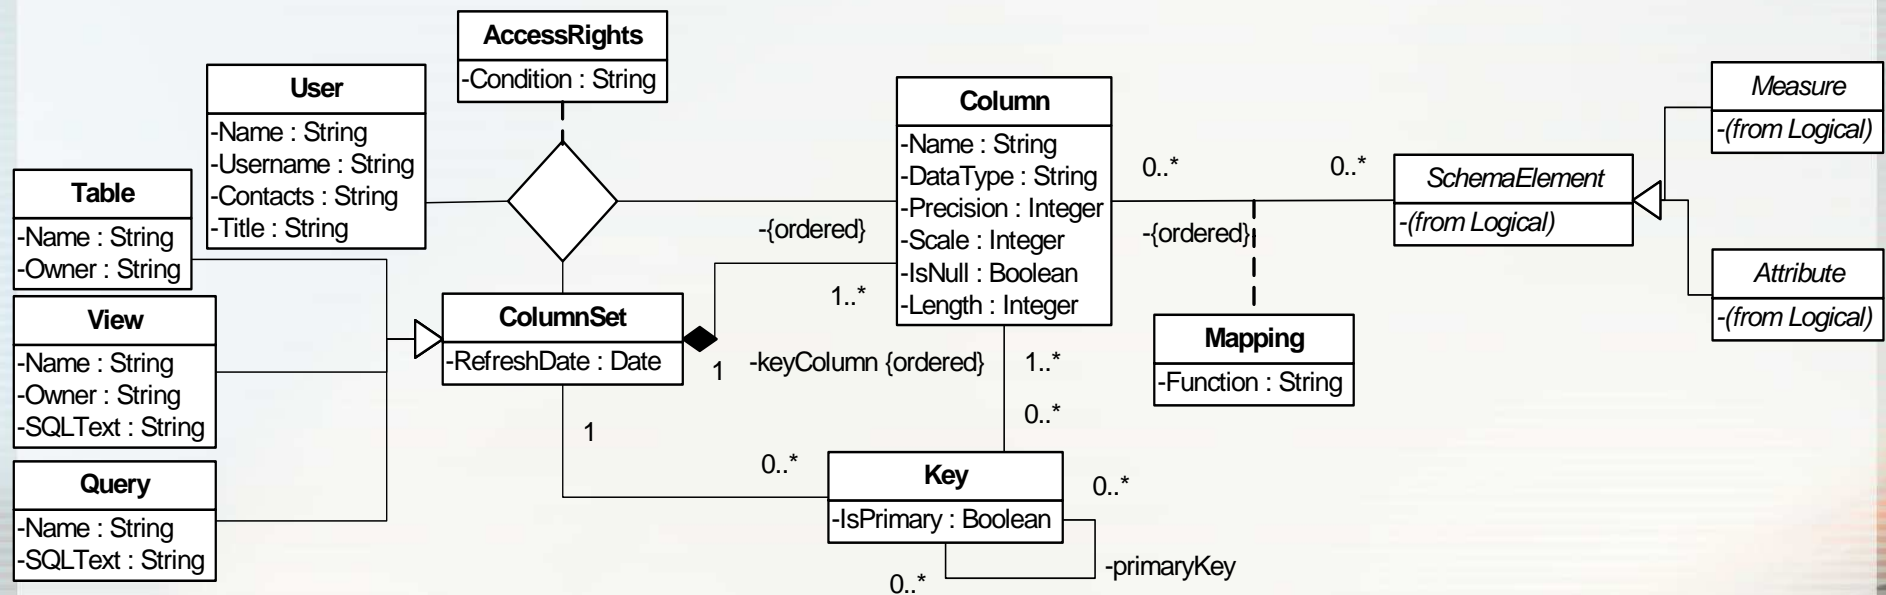 AccessRights
-Condition : String
User
-Name : String
-Username : String
-Contacts : String
-Title : String
Table
-Name : String
-Owner : String
View
-Name : String
-Owner : String
-SQLText : String
Query
-Name : String
-SQLText : String
ColumnSet
-RefreshDate : Date
Column
-Name : String
-DataType : String
-Precision : Integer
-Scale : Integer
-IsNull : Boolean
-Length : Integer
-{ordered}
1..*
1
-keyColumn {ordered}
1..*
0..*
1
0..*
Key
-IsPrimary : Boolean
0..*
0..*
-primaryKey
0..*
0..*
-{ordered}
Mapping
-Function : String
SchemaElement
-(from Logical)
Measure
-(from Logical)
Attribute
-(from Logical)